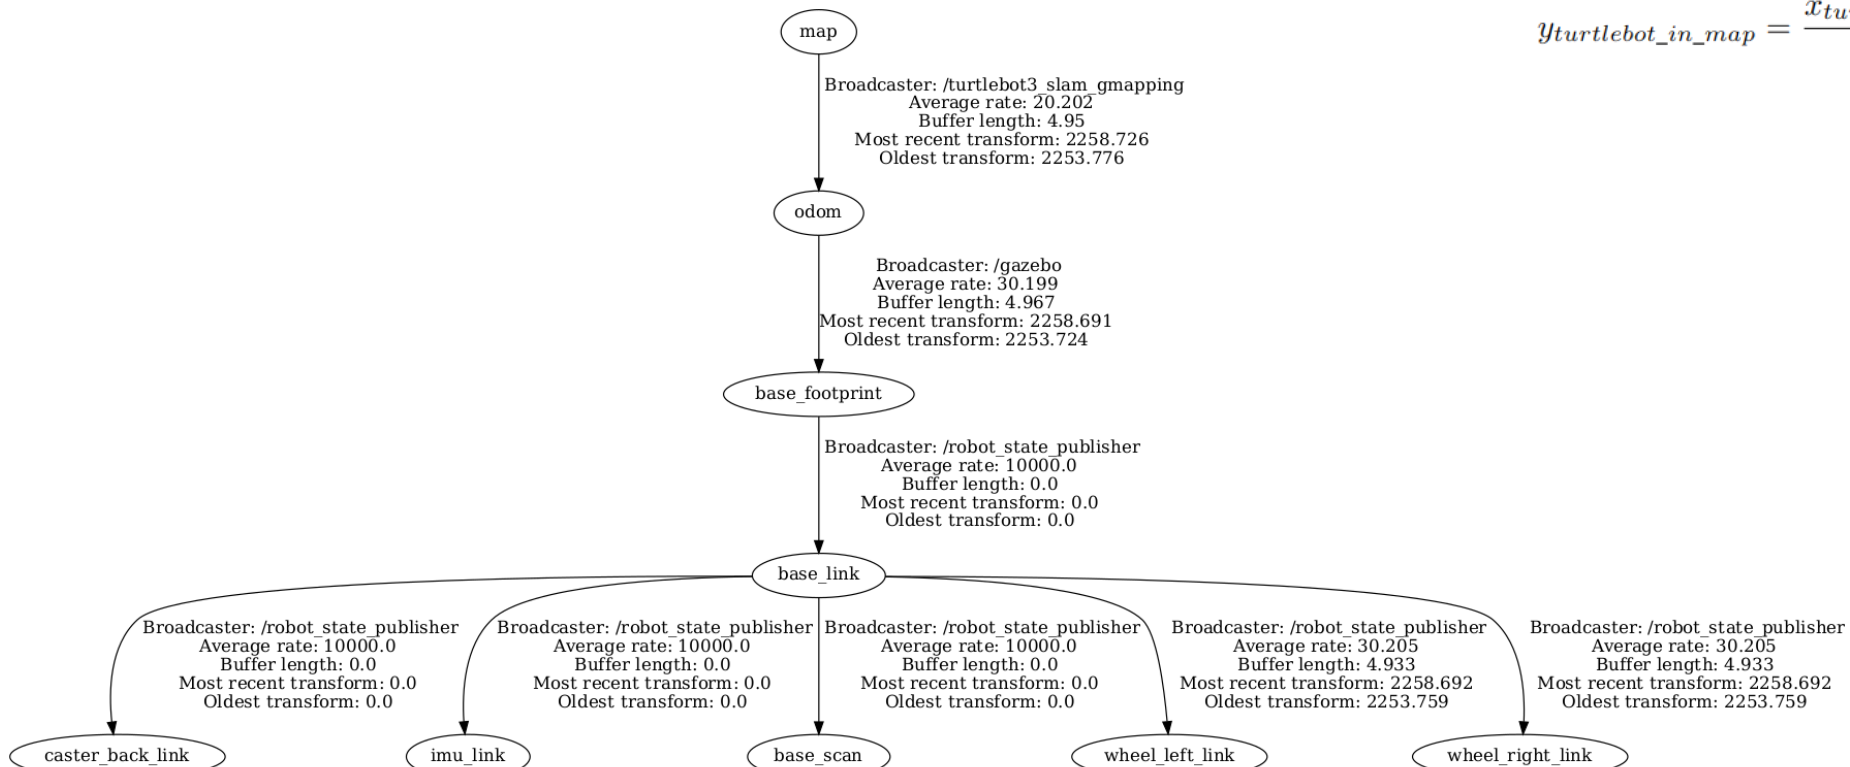 map
y_{turtlebot_in_map} =
Broadcaster: /turtlebot3_slam_gmapping
Average rate: 20.202
Buffer length: 4.95
Most recent transform: 2258.726
Oldest transform: 2253.776
odom
Broadcaster: /gazebo
Average rate: 30.199
Buffer length: 4.967
Most recent transform: 2258.691
Oldest transform: 2253.724
base_footprint
Broadcaster: /robot_state_publisher
Average rate: 10000.0
Buffer length: 0.0
Most recent transform: 0.0
Oldest transform: 0.0
base_link
Broadcaster: /robot_state_publisher
Average rate: 10000.0
Buffer length: 0.0
Most recent transform: 0.0
Oldest transform: 0.0
Broadcaster: /robot_state_publisher
Average rate: 10000.0
Buffer length: 0.0
Most recent transform: 0.0
Oldest transform: 0.0
Broadcaster: /robot_state_publisher
Average rate: 10000.0
Buffer length: 0.0
Most recent transform: 0.0
Oldest transform: 0.0
Broadcaster: /robot_state_publisher
Average rate: 30.205
Buffer length: 4.933
Most recent transform: 2258.692
Oldest transform: 2253.759
Broadcaster: /robot_state_publisher
Average rate: 30.205
Buffer length: 4.933
Most recent transform: 2258.692
Oldest transform: 2253.759
caster_back_link
imu_link
base_scan
wheel_left_link
wheel_right_link